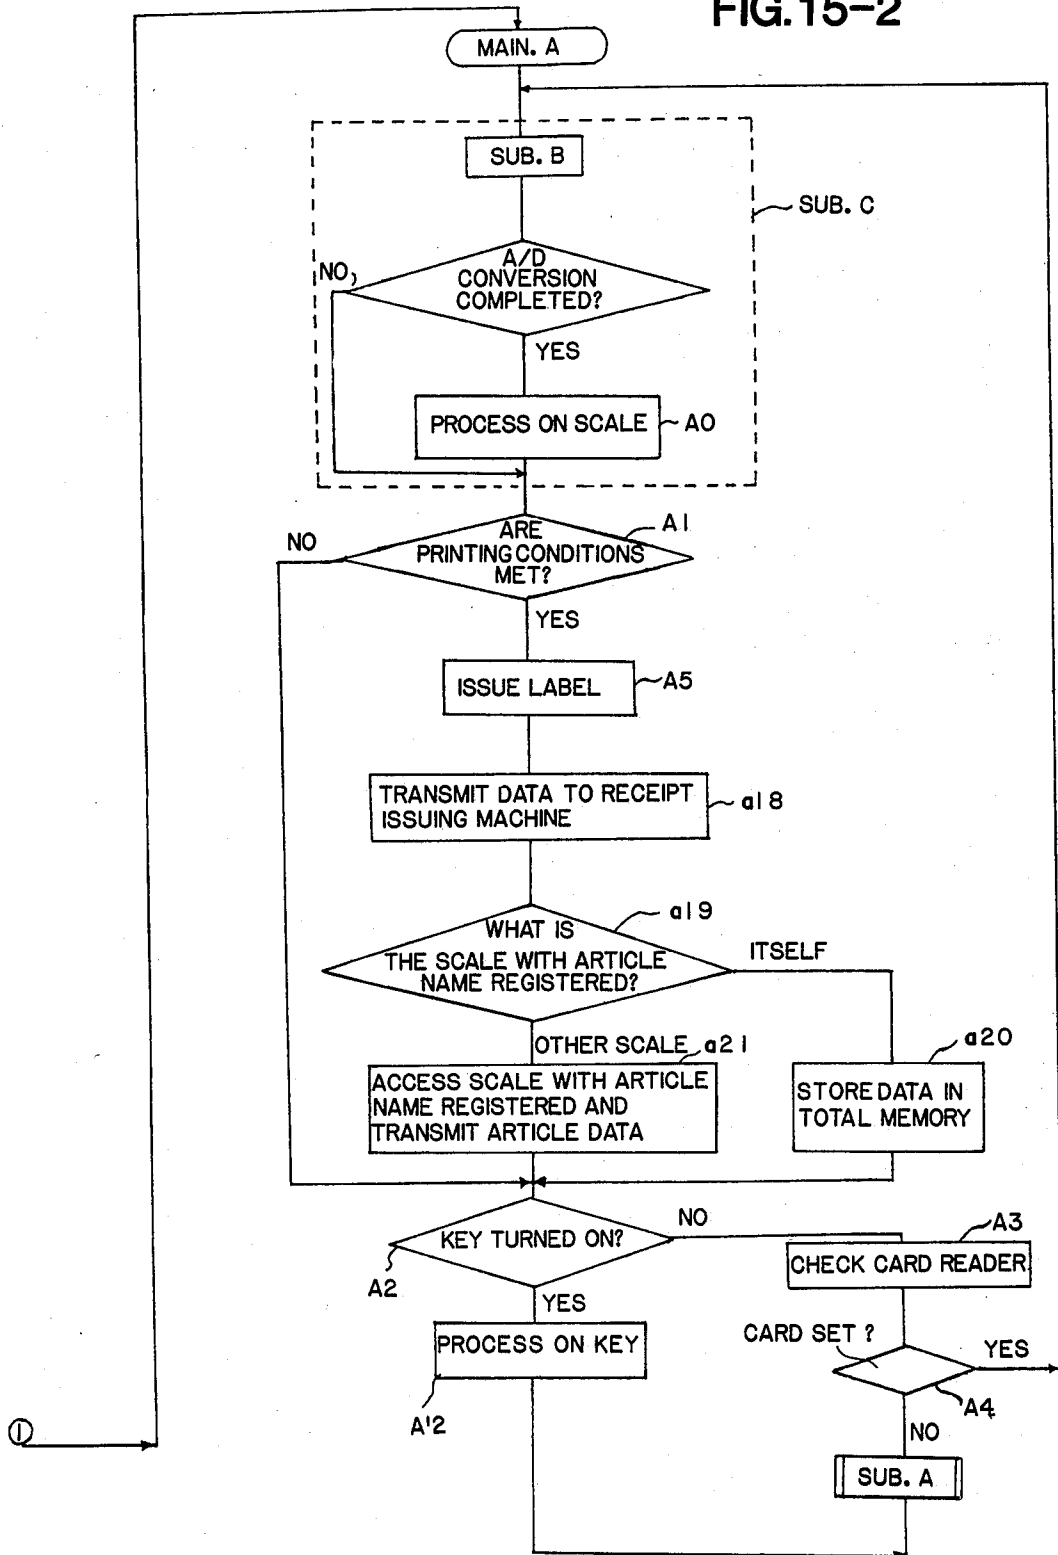 FIG. 15-2
MAIN. A
SUB. B
SUB. C
A/D
CONVERSION
COMPLETED?
NO,
YES
PROCESS ON SCALE
A0
A1
ARE
PRINTING CONDITIONS
MET?
NO
YES
ISSUE LABEL
A5
TRANSMIT DATA TO RECEIPT
ISSUING MACHINE
a18
a19
WHAT IS
THE SCALE WITH ARTICLE
NAME REGISTERED?
ITSELF
OTHER SCALE
a21
a20
ACCESS SCALE WITH ARTICLE
NAME REGISTERED AND
TRANSMIT ARTICLE DATA
STORE DATA IN
TOTAL MEMORY
KEY TURNED ON?
NO
A2
A3
CHECK CARD READER
YES
PROCESS ON KEY
A'2
CARD SET ?
YES
A4
NO
①
SUB. A